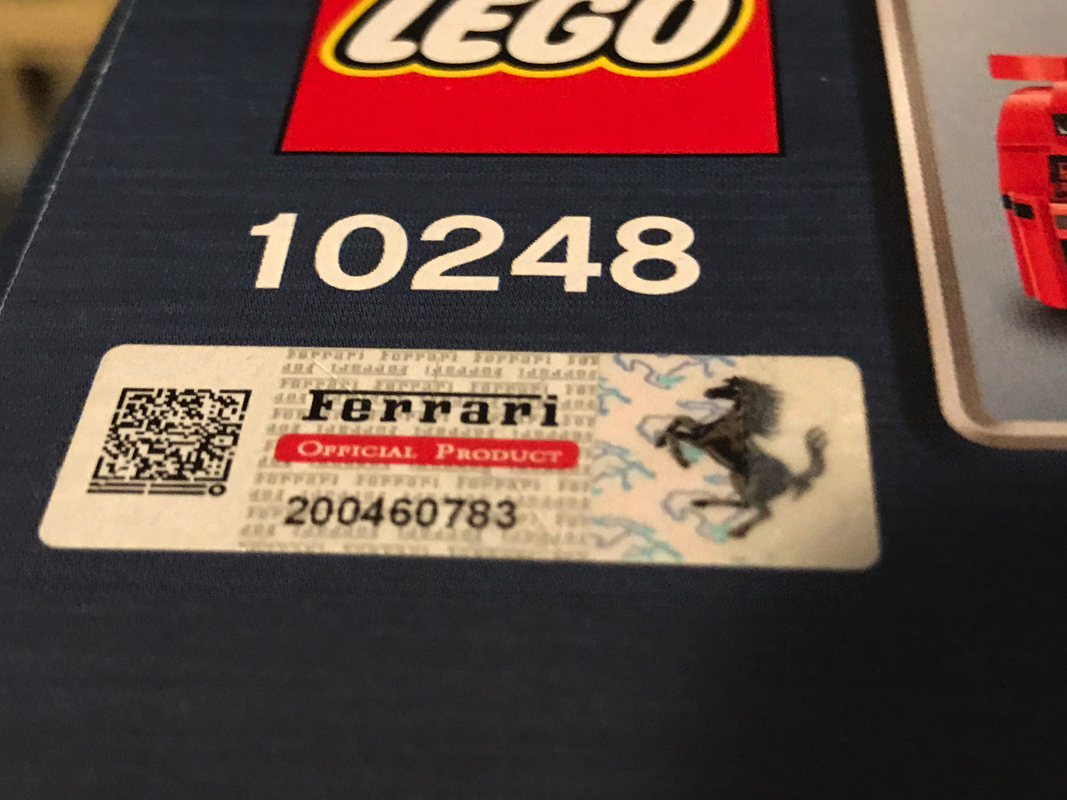 LEGO
10248
Ferrari
OFFICIAL PRODUCT
200460783